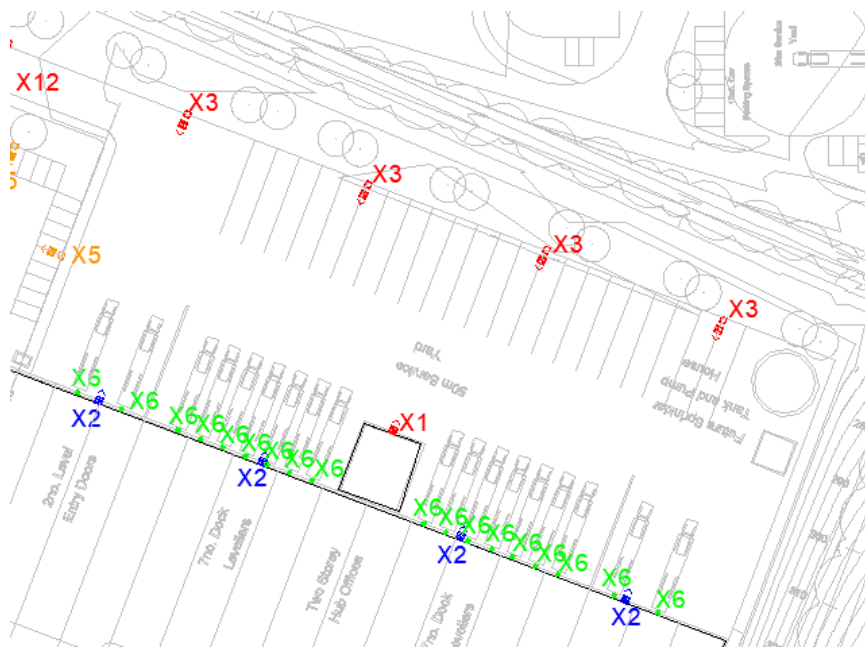 X12
X3
X3
X3
X3
X5
50m Service
Yard
Future Sprinkler
Tank and Pump
House
X1
X6
X6
X6
X6
X6
X6
X6
X6
X6
X2
X2
X6
X6
X6
X6
X6
X6
X6
X6
X6
X2
X2
2no. Level
Entry Doors
7no. Dock
Levellers
Two Storey
Hub Offices
no. Dock
evellers